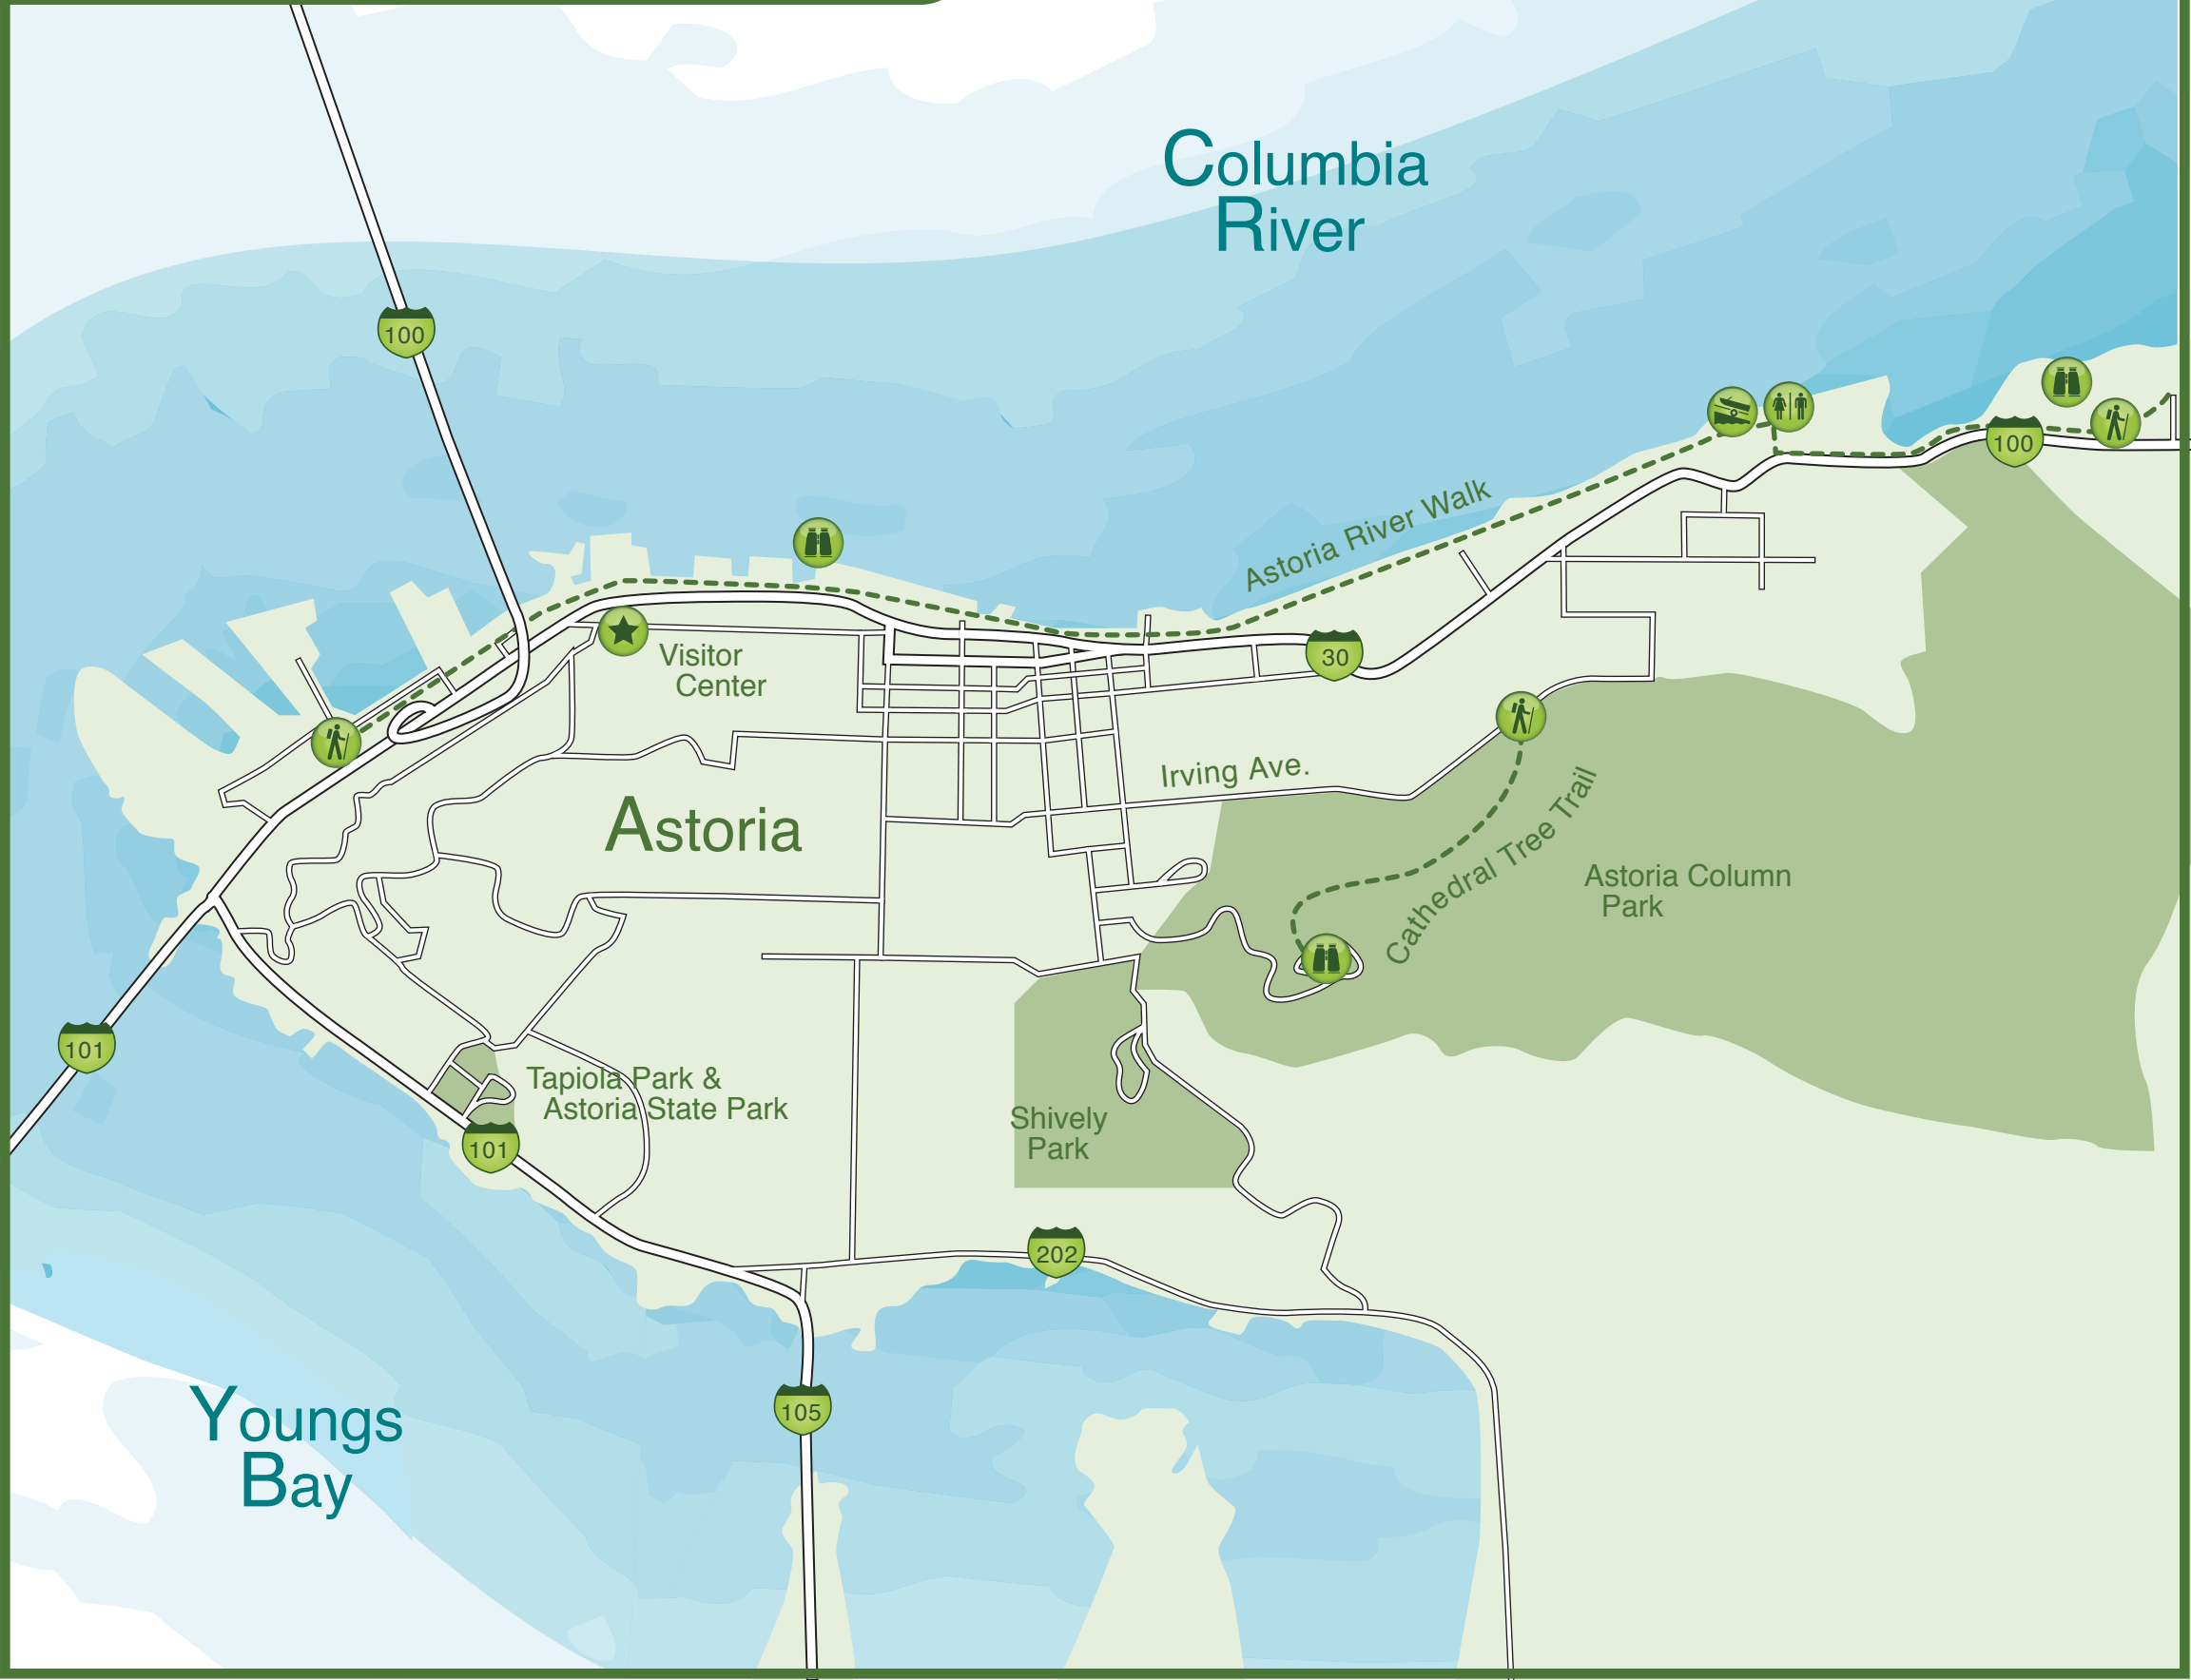 Columbia
River
100
100
Astoria River Walk
30
Visitor
Center
Irving Ave.
Astoria
Cathedral Tree Trail
Astoria Column
Park
101
Tapiola Park &
Astoria State Park
Shively
Park
101
202
105
Youngs
Bay